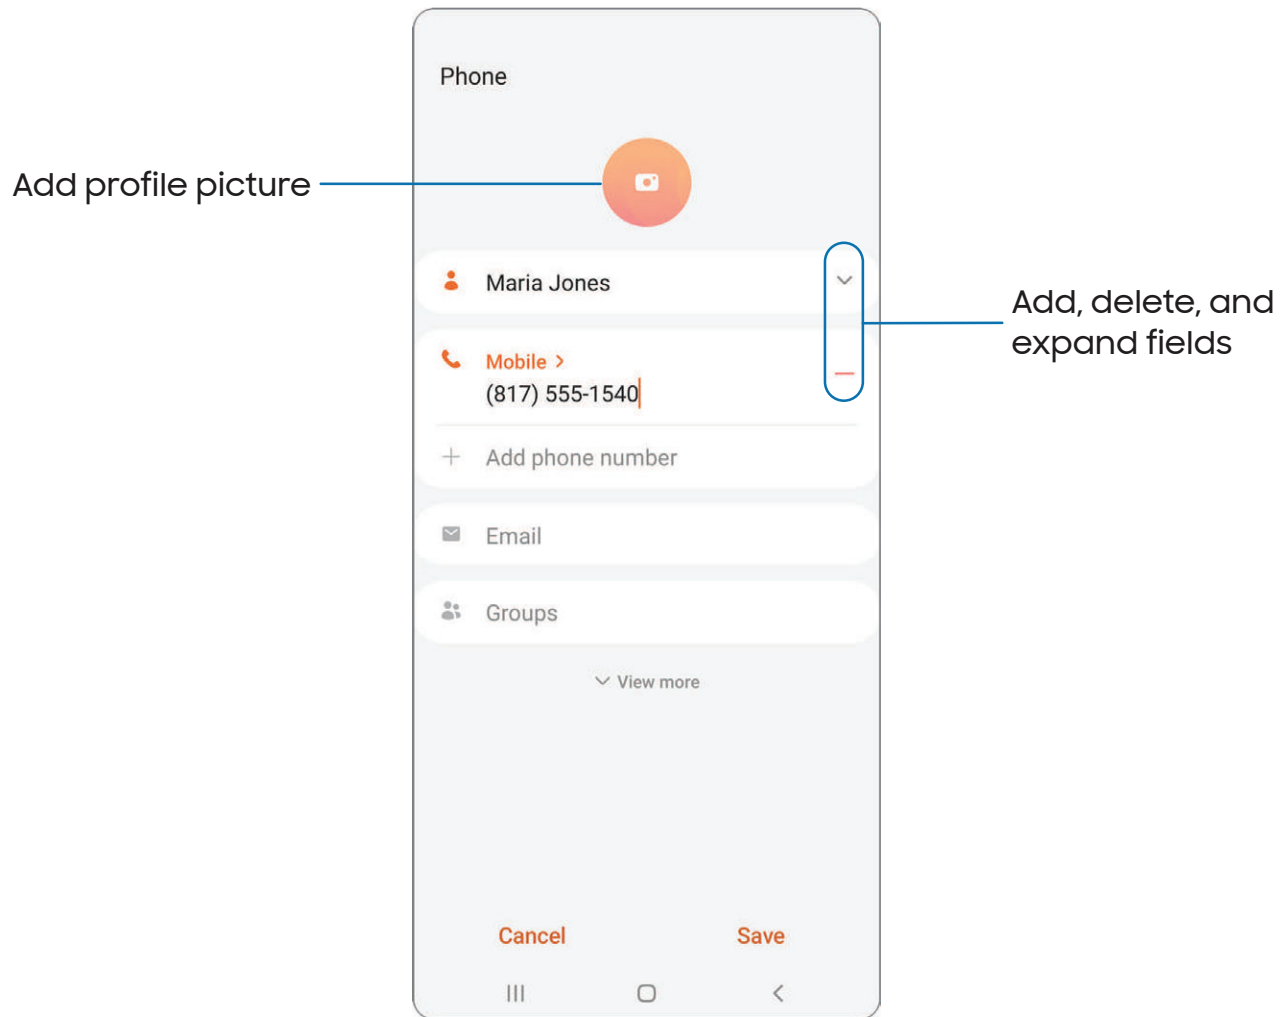 Phone
Add profile picture
Maria Jones
Add, delete, and
expand fields
Mobile >
(817) 555-1540
Add phone number
Email
Groups
View more
Cancel
Save